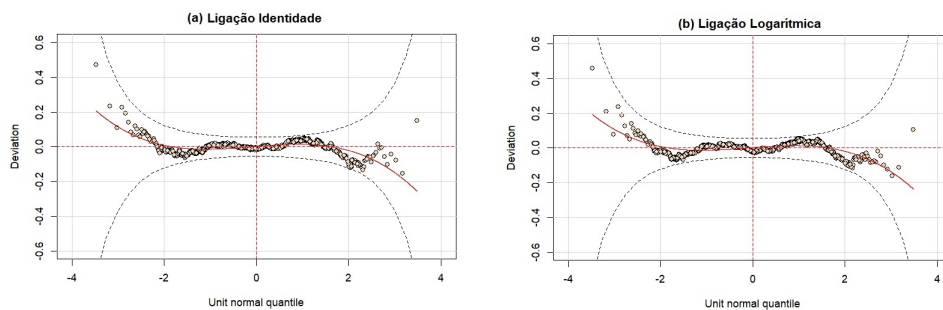 (a) Ligação Identidade
0.6
0.4
0.2
0.0
-0.2
-0.4
-0.6
Deviation
-4 -2 0 2 4
Unit normal quantile
(b) Ligação Logarítmica
0.6
0.4
0.2
0.0
-0.2
-0.4
-0.6
Deviation
-4 -2 0 2 4
Unit normal quantile